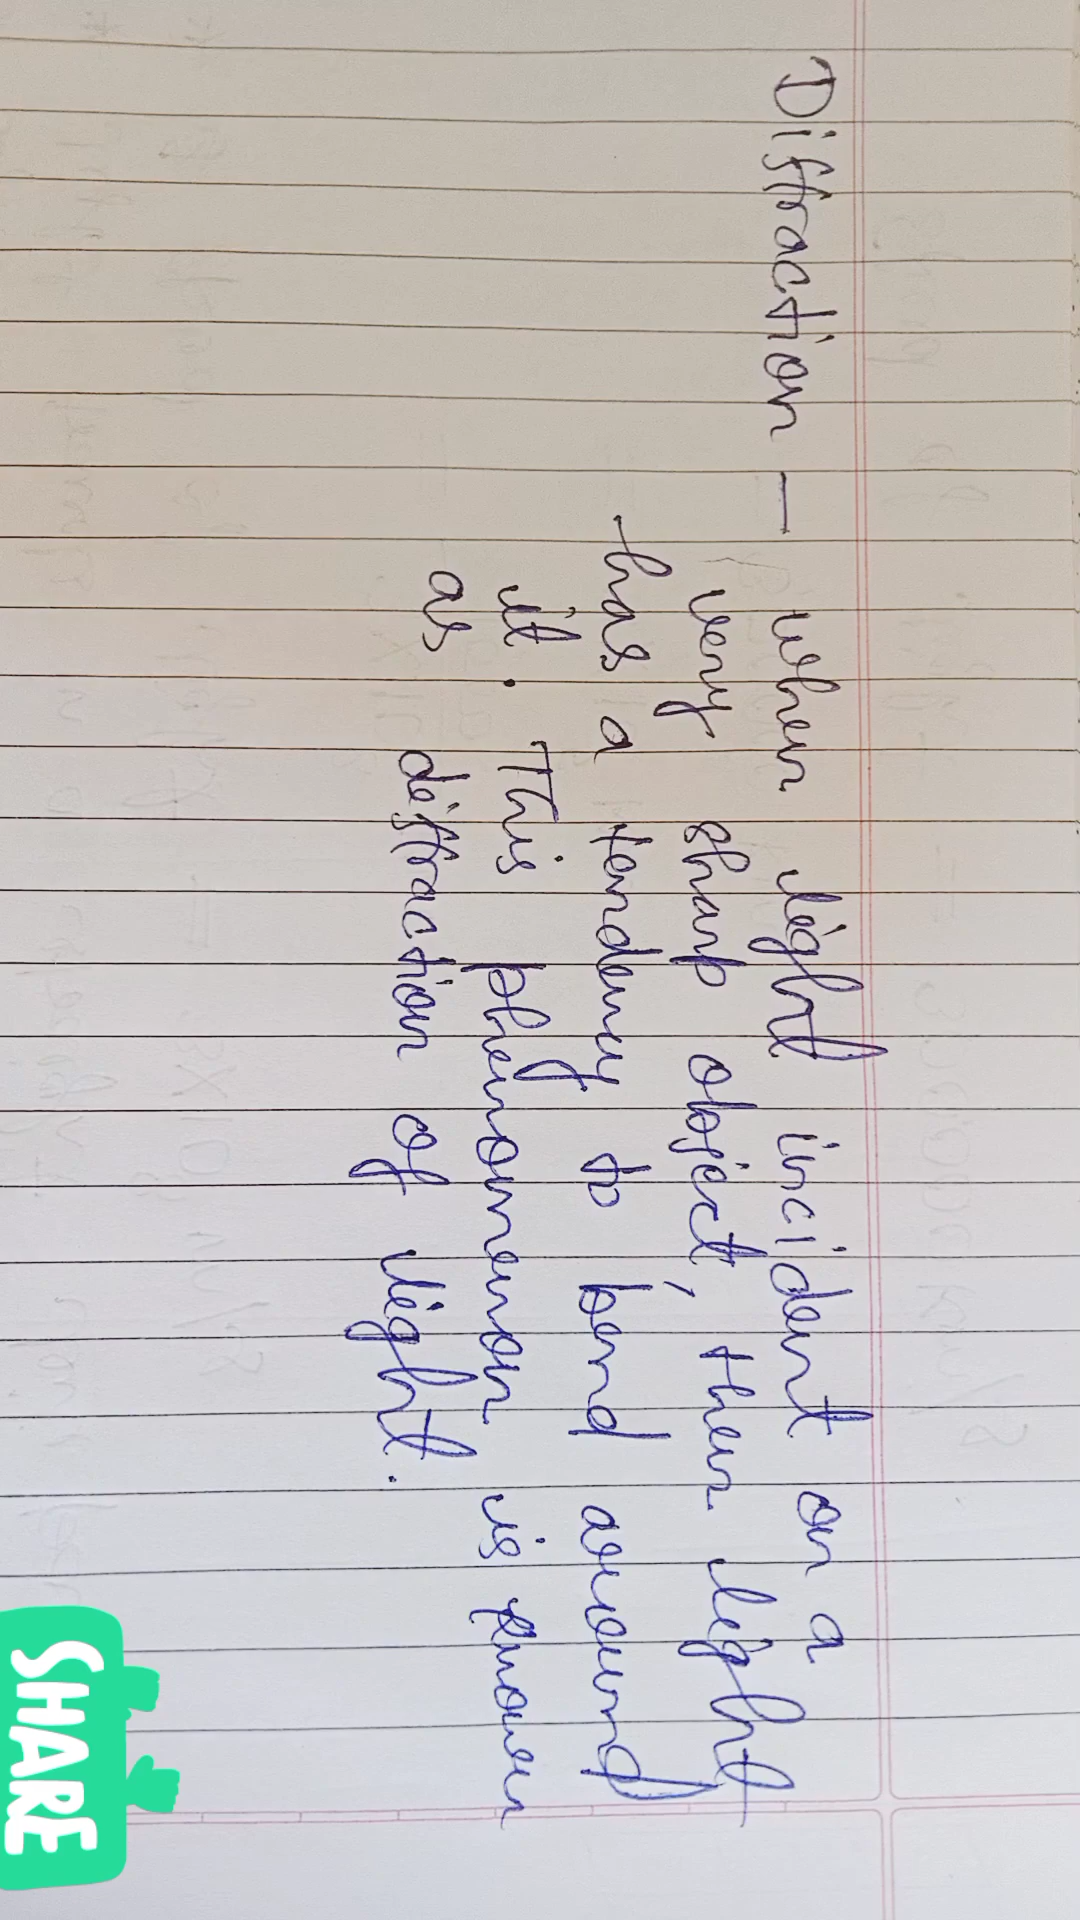 Diffraction — when light incident on a
very sharp object, then light
has a tendency to bend around
it. This phenomenon is known
as diffraction of light.
SHARE